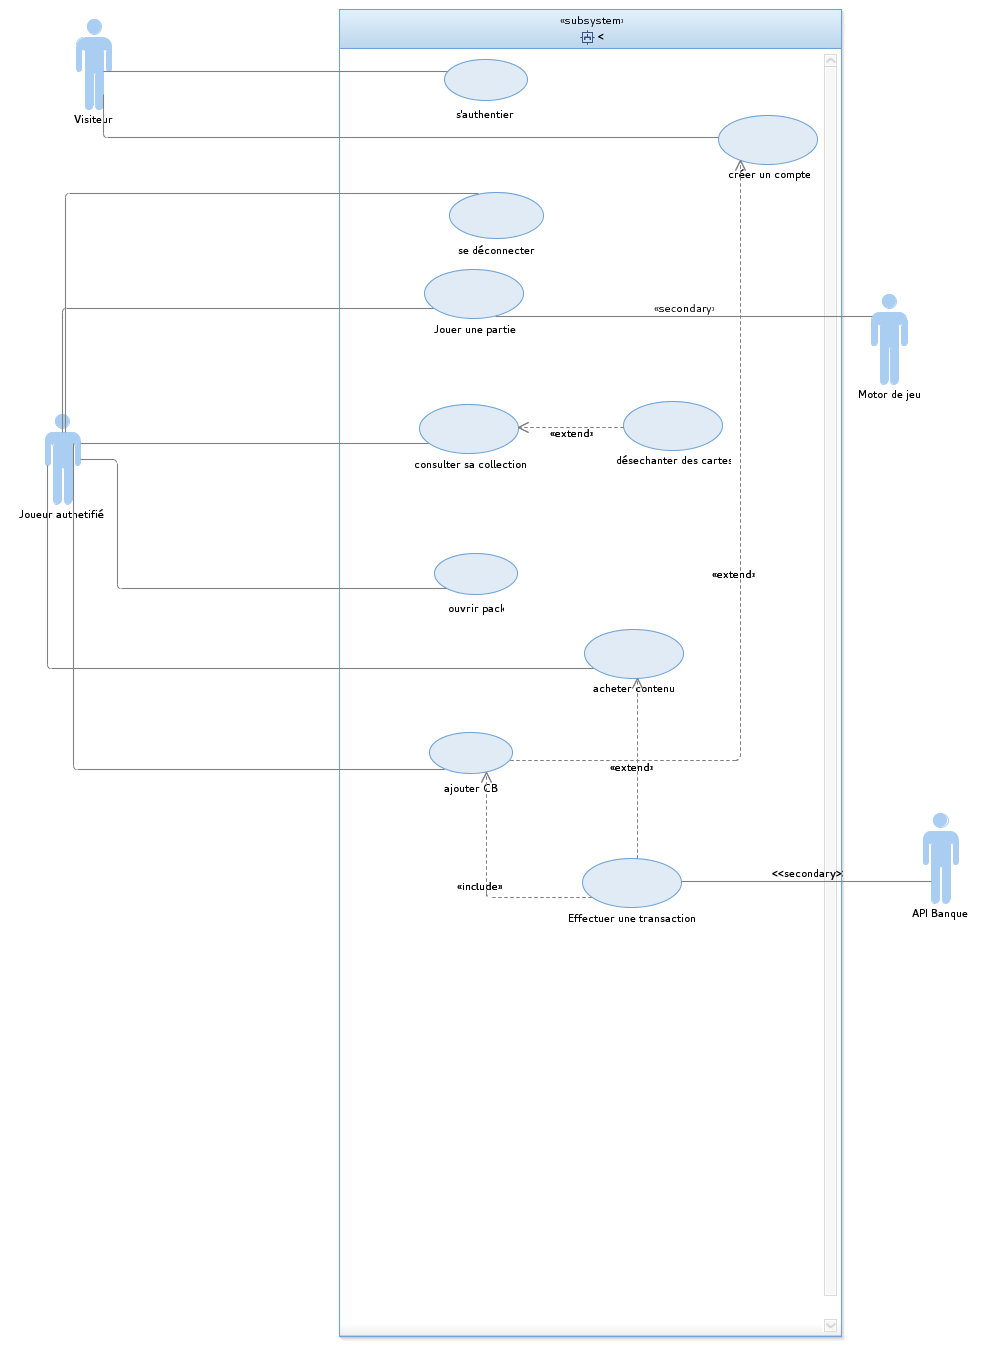 «subsystem»
<
Visiteur
s'authentier
créer un compte
se déconnecter
Jouer une partie
«secondary»
Motor de jeu
«extend»
consulter sa collection
désechanter des cartes
Joueur authetifié
«extend»
ouvrir pack
acheter contenu
«extend»
ajouter CB
<<secondary>>
«include»
Effectuer une transaction
API Banque